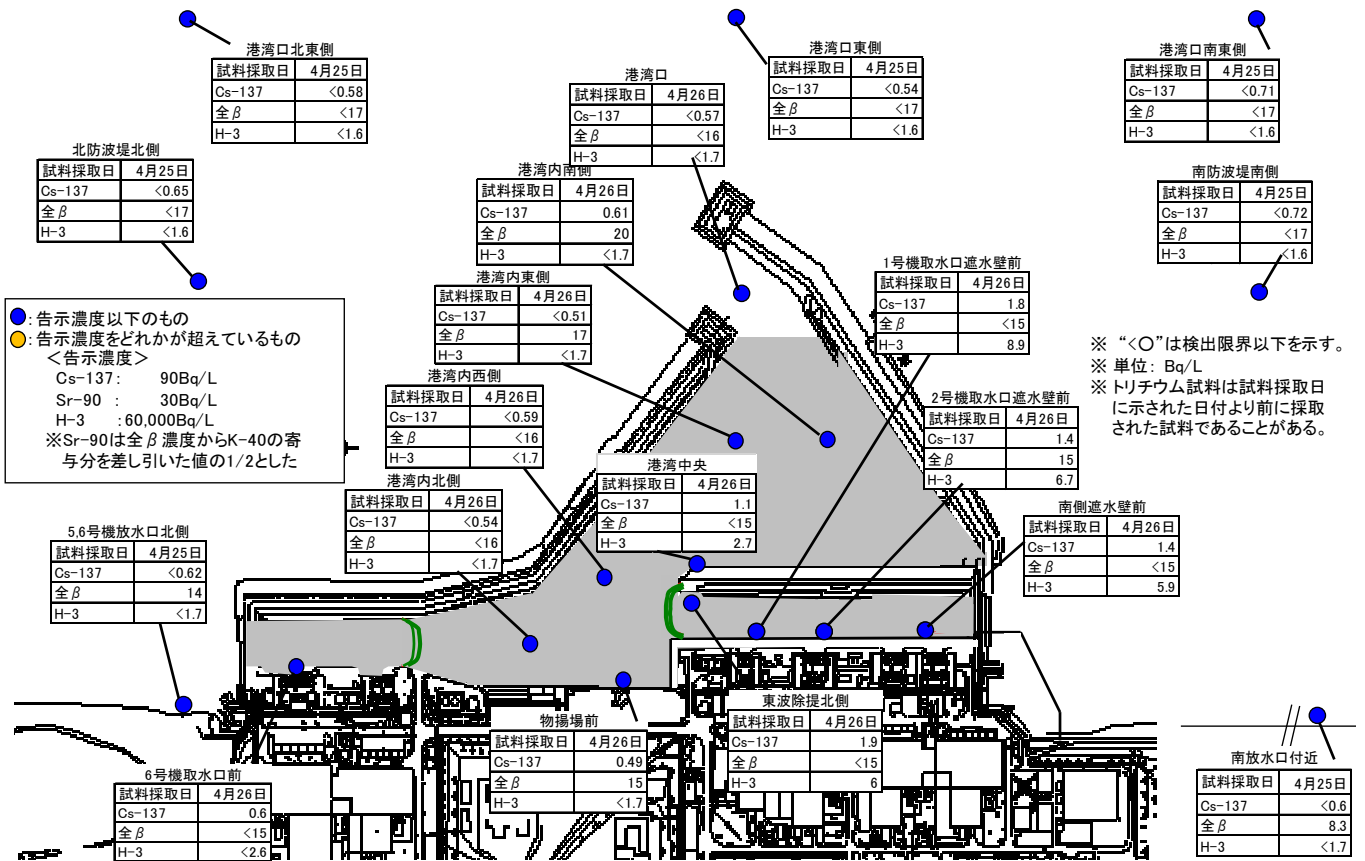 港湾口北東側
試料採取日 4月25日
Cs-137 <0.58
全β <17
H-3 <1.6
港湾口東側
試料採取日 4月25日
Cs-137 <0.54
全β <17
H-3 <1.6
港湾口南東側
試料採取日 4月25日
Cs-137 <0.71
全β <17
H-3 <1.6
港湾口
試料採取日 4月26日
Cs-137 <0.57
全β <16
H-3 <1.7
北防波堤北側
試料採取日 4月25日
Cs-137 <0.65
全β <17
H-3 <1.6
港湾内南側
試料採取日 4月26日
Cs-137 0.61
全β 20
H-3 <1.7
南防波堤南側
試料採取日 4月25日
Cs-137 <0.72
全β <17
H-3 <1.6
港湾内東側
試料採取日 4月26日
Cs-137 <0.51
全β 17
H-3 <1.7
1号機取水口遮水壁前
試料採取日 4月26日
Cs-137 1.8
全β <15
H-3 8.9
:告示濃度以下のもの
:告示濃度をどれかが超えているもの
<告示濃度>
Cs-137: 90Bq/L
Sr-90 : 30Bq/L
H-3 :60,000Bq/L
※Sr-90は全β濃度からK-40の寄
与分を差し引いた値の1/2とした
※ “<〇”は検出限界以下を示す。
※ 単位: Bq/L
※ トリチウム試料は試料採取日
に示された日付より前に採取
された試料であることがある。
港湾内西側
試料採取日 4月26日
Cs-137 <0.59
全β <16
H-3 <1.7
2号機取水口遮水壁前
試料採取日 4月26日
Cs-137 1.4
全β 15
H-3 6.7
港湾中央
試料採取日 4月26日
Cs-137 1.1
全β <15
H-3 2.7
港湾内北側
試料採取日 4月26日
Cs-137 <0.54
全β <16
H-3 <1.7
南側遮水壁前
試料採取日 4月26日
Cs-137 1.4
全β <15
H-3 5.9
5,6号機放水口北側
試料採取日 4月25日
Cs-137 <0.62
全β 14
H-3 <1.7
東波除堤北側
試料採取日 4月26日
Cs-137 1.9
全β <15
H-3 6
物揚場前
試料採取日 4月26日
Cs-137 0.49
全β 15
H-3 <1.7
6号機取水口前
試料採取日 4月26日
Cs-137 0.6
全β <15
H-3 <2.6
南放水口付近
試料採取日 4月25日
Cs-137 <0.6
全β 8.3
H-3 <1.7